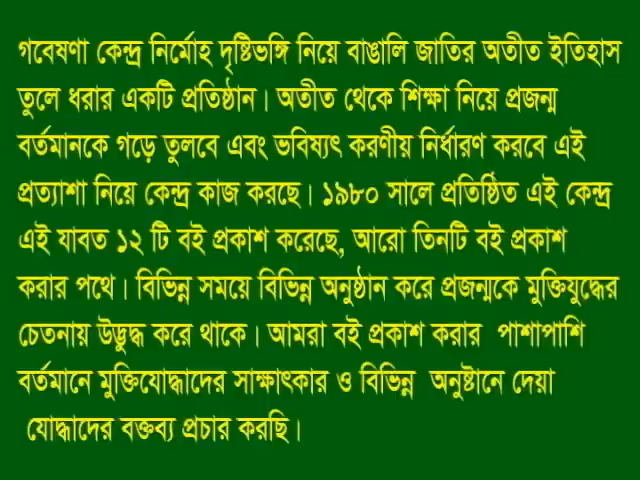 গবেষণা কেন্দ্র নির্মোহ দৃষ্টিভঙ্গি নিয়ে বাঙালি জাতির অতীত ইতিহাস
তুলে ধরার একটি প্রতিষ্ঠান। অতীত থেকে শিক্ষা নিয়ে প্রজন্ম
বর্তমানকে গড়ে তুলবে এবং ভবিষ্যৎ করণীয় নির্ধারণ করবে এই
প্রত্যাশা নিয়ে কেন্দ্র কাজ করছে। ১৯৮০ সালে প্রতিষ্ঠিত এই কেন্দ্র
এই যাবত ১২ টি বই প্রকাশ করেছে, আরো তিনটি বই প্রকাশ
করার পথে। বিভিন্ন সময়ে বিভিন্ন অনুষ্ঠান করে প্রজন্মকে মুক্তিযুদ্ধের
চেতনায় উদ্বুদ্ধ করে থাকে। আমরা বই প্রকাশ করার পাশাপাশি
বর্তমানে মুক্তিযোদ্ধাদের সাক্ষাৎকার ও বিভিন্ন অনুষ্টানে দেয়া
যোদ্ধাদের বক্তব্য প্রচার করছি।